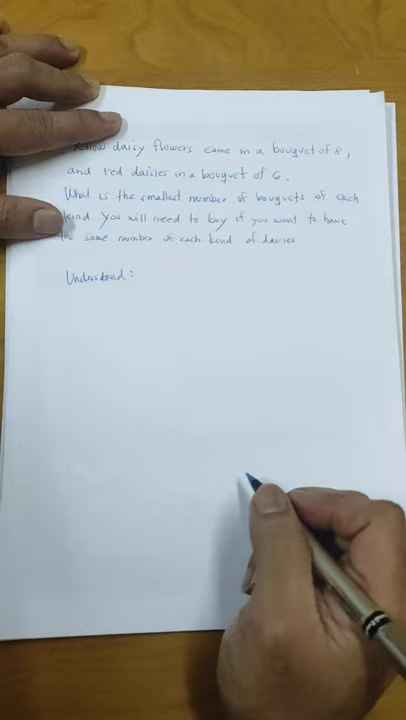 Yellow daisy flowers came in a bouquet of 8,
and red daisies in a bouquet of 6.
What is the smallest number of bouquets of each
kind you will need to buy if you want to have
the same number of each kind of daisies
Understand: